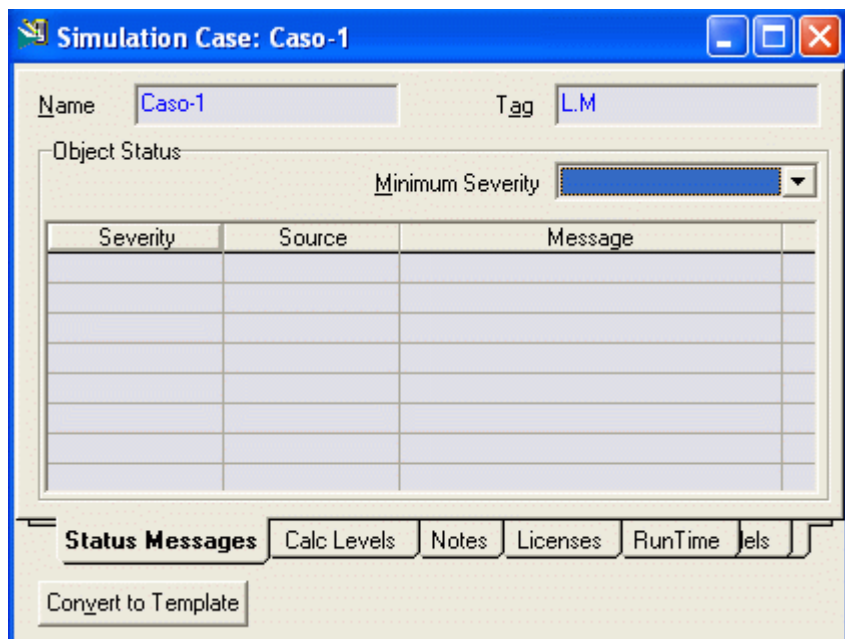 Simulation Case: Caso-1
Name Caso-1 Tag L.M
Object Status
Minimum Severity
Severity Source Message
Status Messages Calc Levels Notes Licenses RunTime
Convert to Template